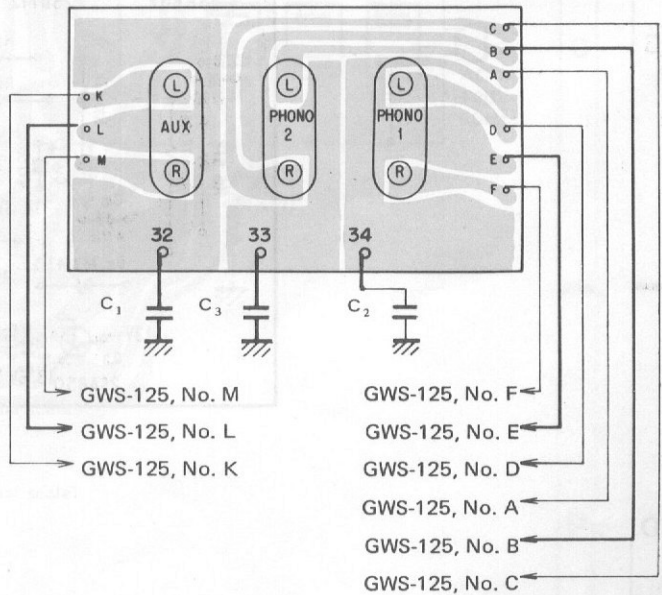 C
B
A
K
L
L
L
L
AUX
PHONO
2
PHONO
1
D
M
E
R
R
R
F
32
33
34
C₁
C₃
C₂
GWS-125, No. M
GWS-125, No. F
GWS-125, No. L
GWS-125, No. E
GWS-125, No. K
GWS-125, No. D
GWS-125, No. A
GWS-125, No. B
GWS-125, No. C